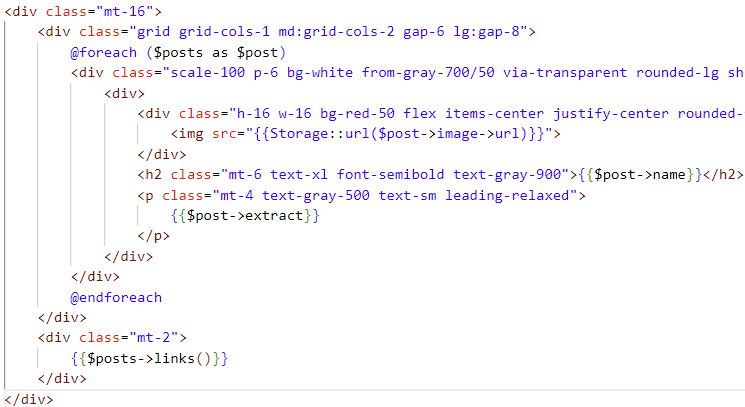 <div class="mt-16">
<div class="grid grid-cols-1 md:grid-cols-2 gap-6 lg:gap-8">
@foreach ($posts as $post)
<div class="scale-100 p-6 bg-white from-gray-700/50 via-transparent rounded-lg sh
<div>
<div class="h-16 w-16 bg-red-50 flex items-center justify-center rounded-
<img src="{{Storage::url($post->image->url)}}">
</div>
<h2 class="mt-6 text-xl font-semibold text-gray-900">{{$post->name}}</h2>
<p class="mt-4 text-gray-500 text-sm leading-relaxed">
{{$post->extract}}
</p>
</div>
</div>
@endforeach
</div>
<div class="mt-2">
{{$posts->links()}}
</div>
</div>